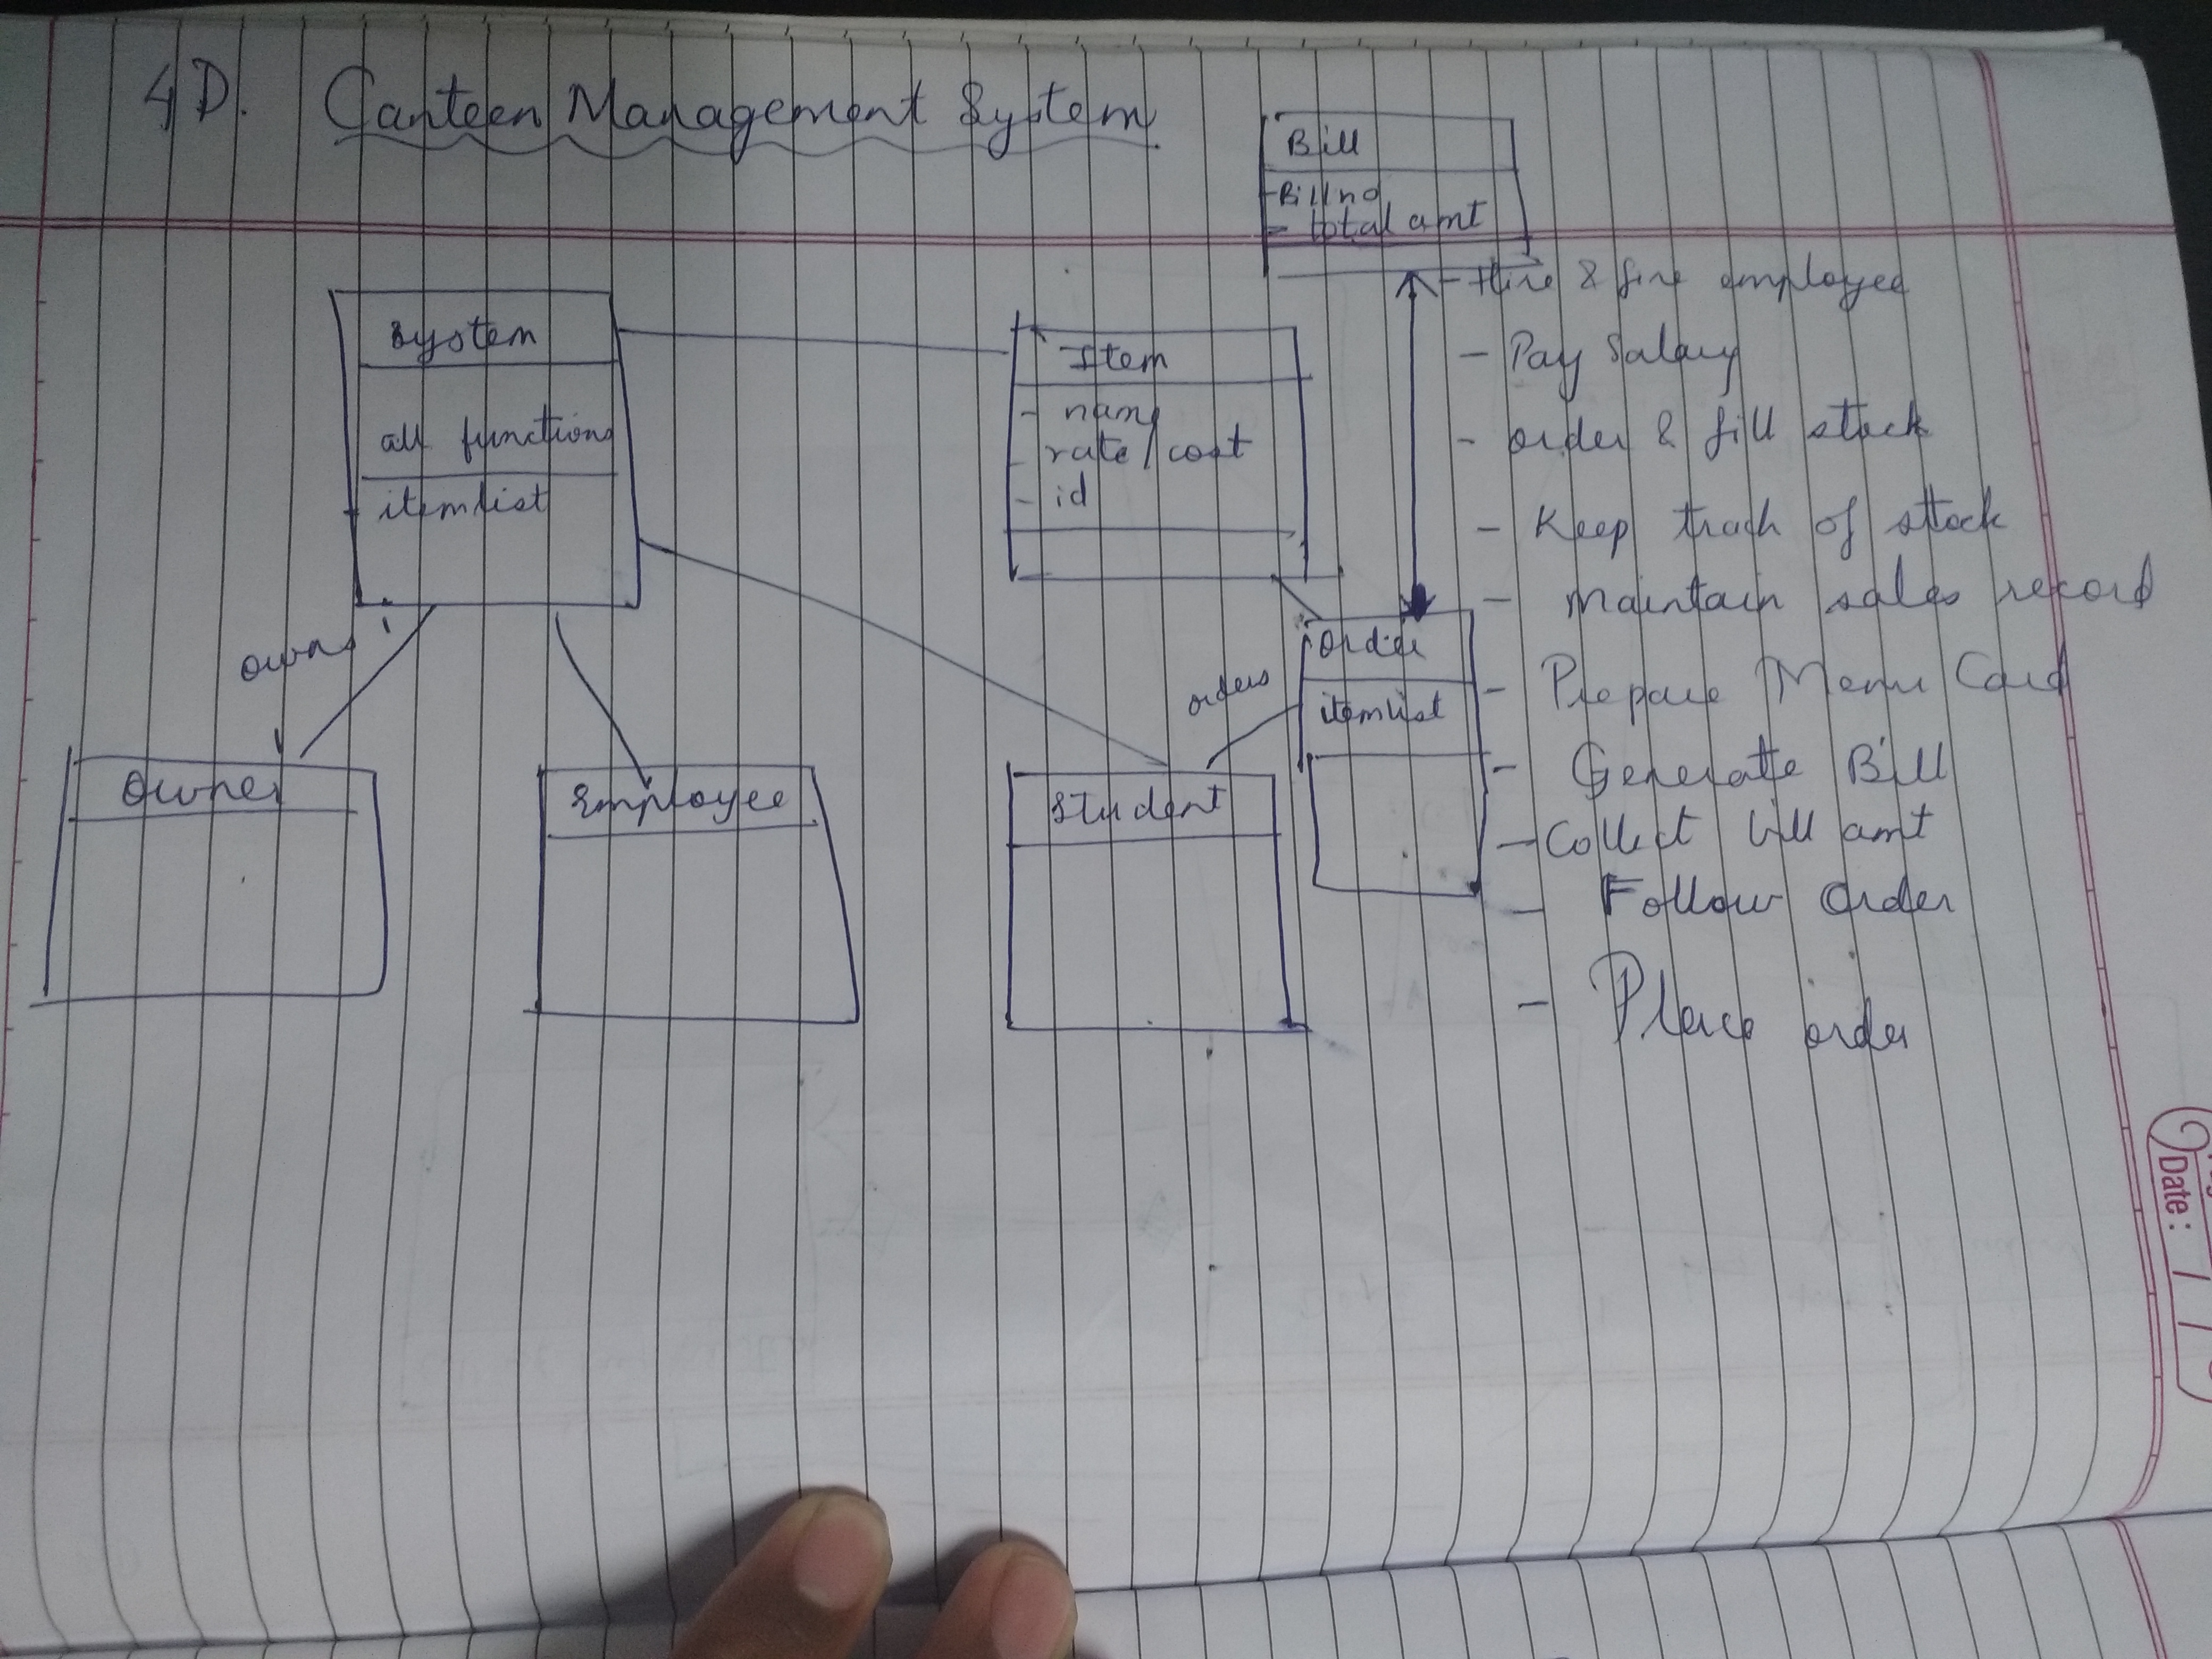 4D. Canteen Management System
Bill
- Billno
- total amt
System
all functions
- itemlist
Item
- name
- rate/cost
- id
- Hire & fire employee
- Pay Salary
- order & fill stock
- Keep track of stock
- Maintain sales record
- Prepare Menu Card
- Generate Bill
- Collect bill amt
- Follow Order
- Place order
owns
orders
Order
itemlist
Owner
Employee
Student
Date: